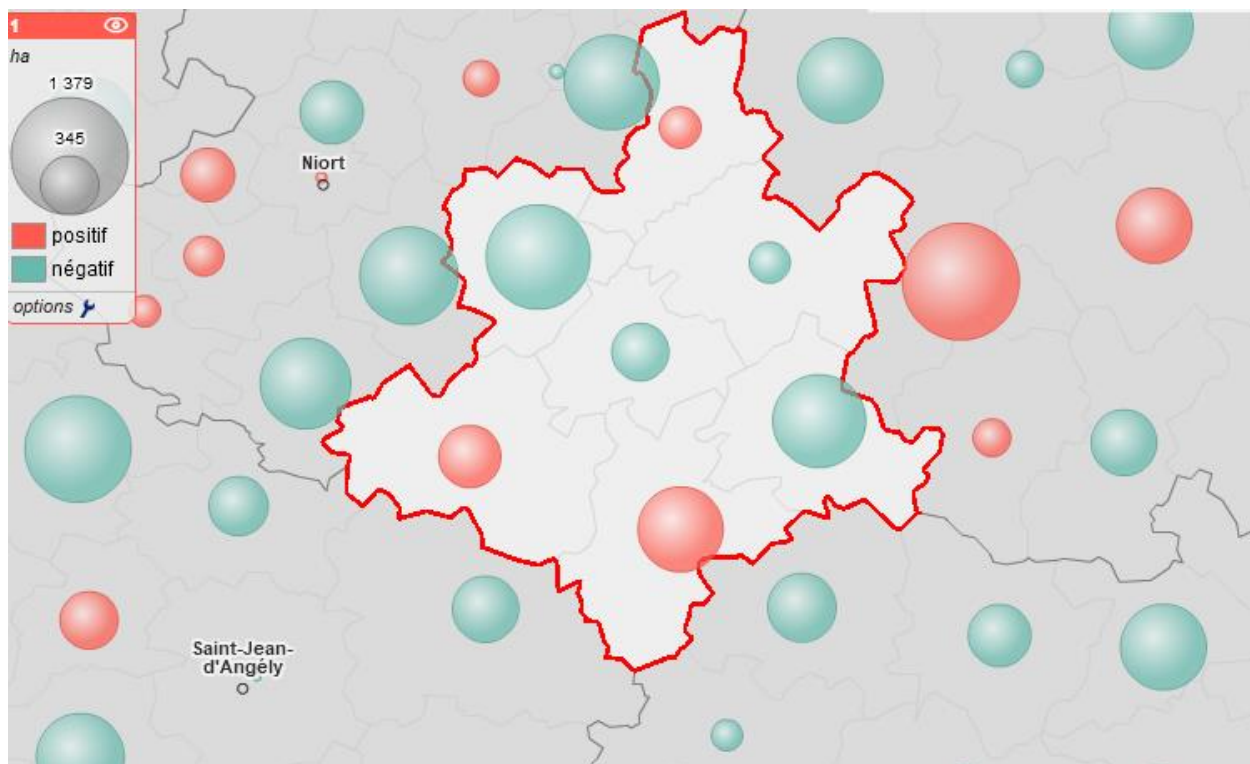 1
ha
1 379
345
positif
négatif
options
Niort
Saint-Jean-
d'Angély